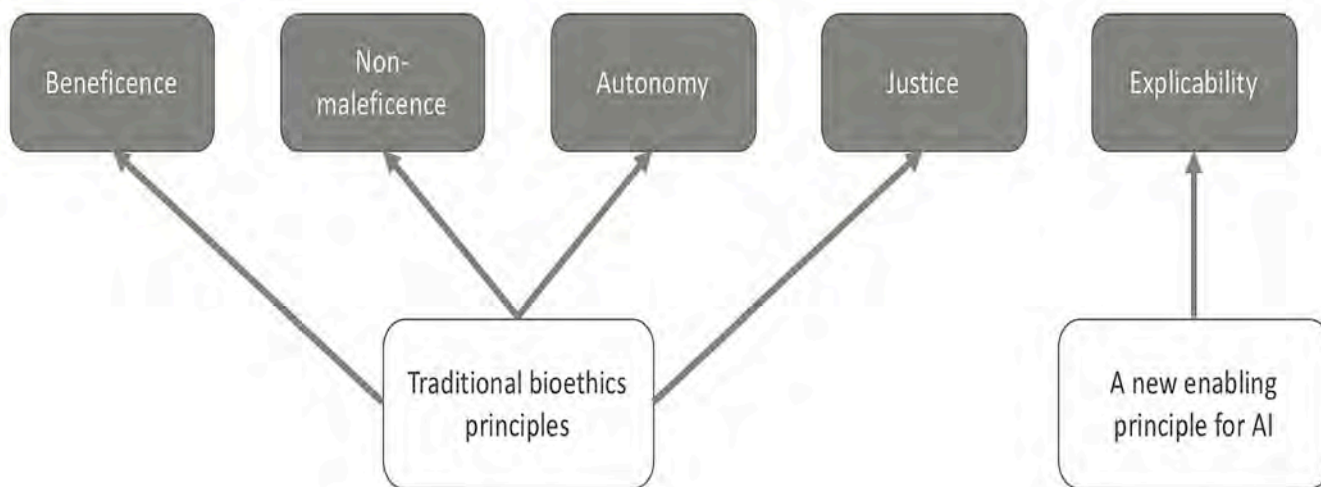 Beneficence
Non-
maleficence
Autonomy
Justice
Explicability
Traditional bioethics
principles
A new enabling
principle for AI